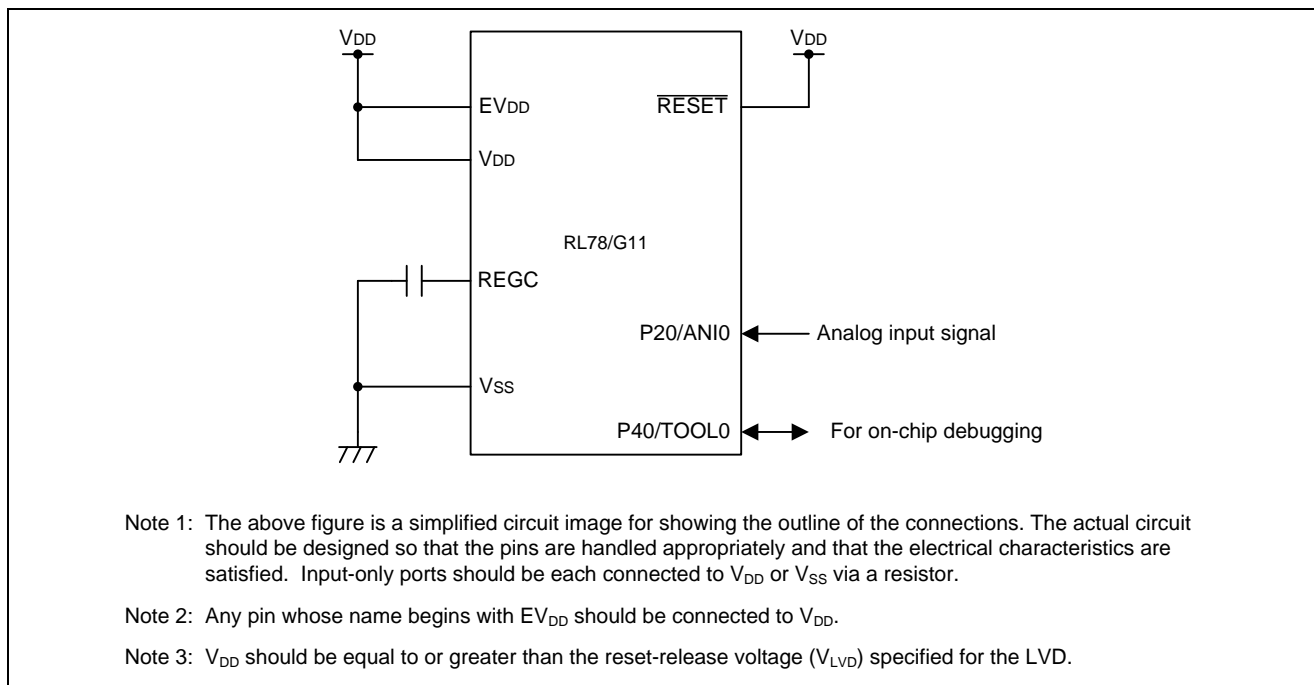 VDD
VDD
EVDD
RESET
VDD
RL78/G11
REGC
P20/ANI0
Analog input signal
VSS
P40/TOOL0
For on-chip debugging
Note 1: The above figure is a simplified circuit image for showing the outline of the connections. The actual circuit
should be designed so that the pins are handled appropriately and that the electrical characteristics are
satisfied.  Input-only ports should be each connected to VDD or VSS via a resistor.
Note 2: Any pin whose name begins with EVDD should be connected to VDD.
Note 3: VDD should be equal to or greater than the reset-release voltage (VLVD) specified for the LVD.